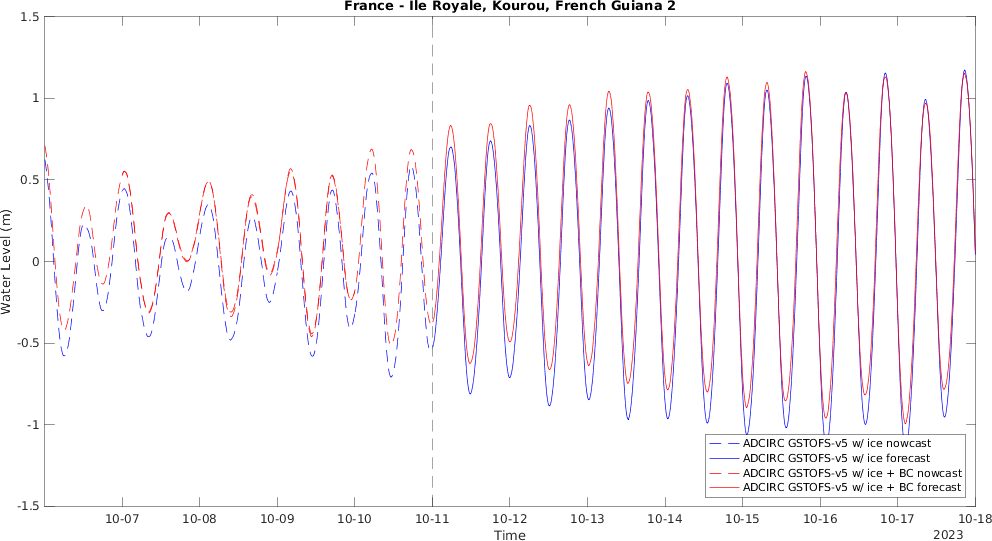 France - Ile Royale, Kourou, French Guiana 2
1.5
1
0.5
0
-0.5
-1
-1.5
Water Level (m)
ADCIRC GSTOFS-v5 w/ ice nowcast
ADCIRC GSTOFS-v5 w/ ice forecast
ADCIRC GSTOFS-v5 w/ ice + BC nowcast
ADCIRC GSTOFS-v5 w/ ice + BC forecast
10-07 10-08 10-09 10-10 10-11 10-12 10-13 10-14 10-15 10-16 10-17 10-18
Time
2023